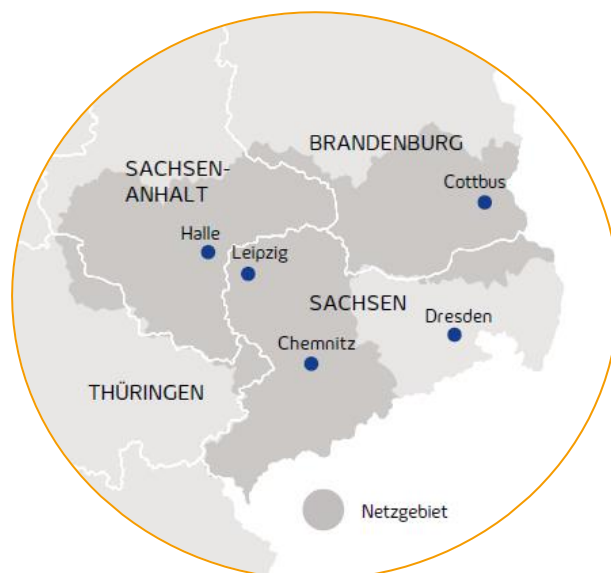 BRANDENBURG
SACHSEN-
ANHALT
Cottbus
Halle
Leipzig
SACHSEN
Dresden
Chemnitz
THÜRINGEN
Netzgebiet